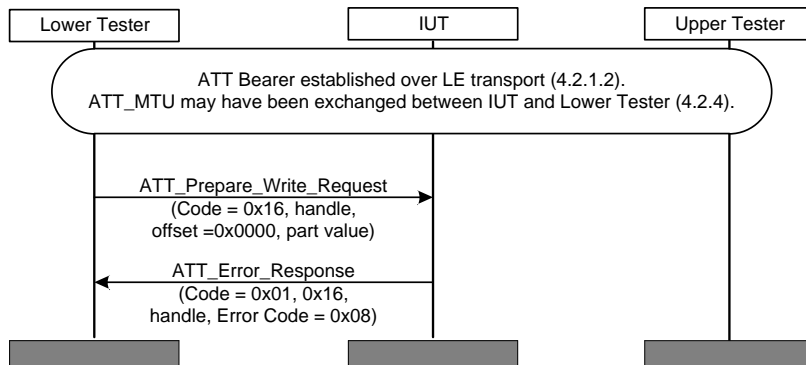 Lower Tester
IUT
Upper Tester
ATT Bearer established over LE transport (4.2.1.2).
ATT_MTU may have been exchanged between IUT and Lower Tester (4.2.4).
ATT_Prepare_Write_Request
(Code = 0x16, handle,
offset =0x0000, part value)
ATT_Error_Response
(Code = 0x01, 0x16,
handle, Error Code = 0x08)